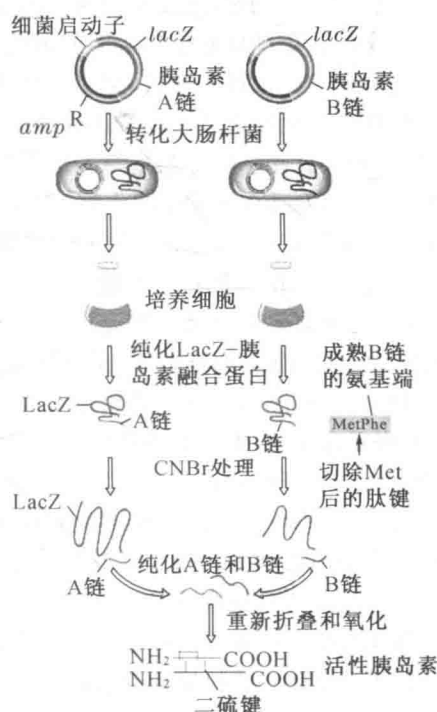 细菌启动子
lacZ
lacZ
胰岛素
A链
胰岛素
B链
amp R
转化大肠杆菌
培养细胞
纯化LacZ-胰
岛素融合蛋白
成熟B链
的氨基端
LacZ
A链
B链
MetPhe
CNBr处理
切除Met
后的肽键
LacZ
纯化A链和B链
A链
B链
重新折叠和氧化
NH2 COOH
NH2 COOH
活性胰岛素
二硫键